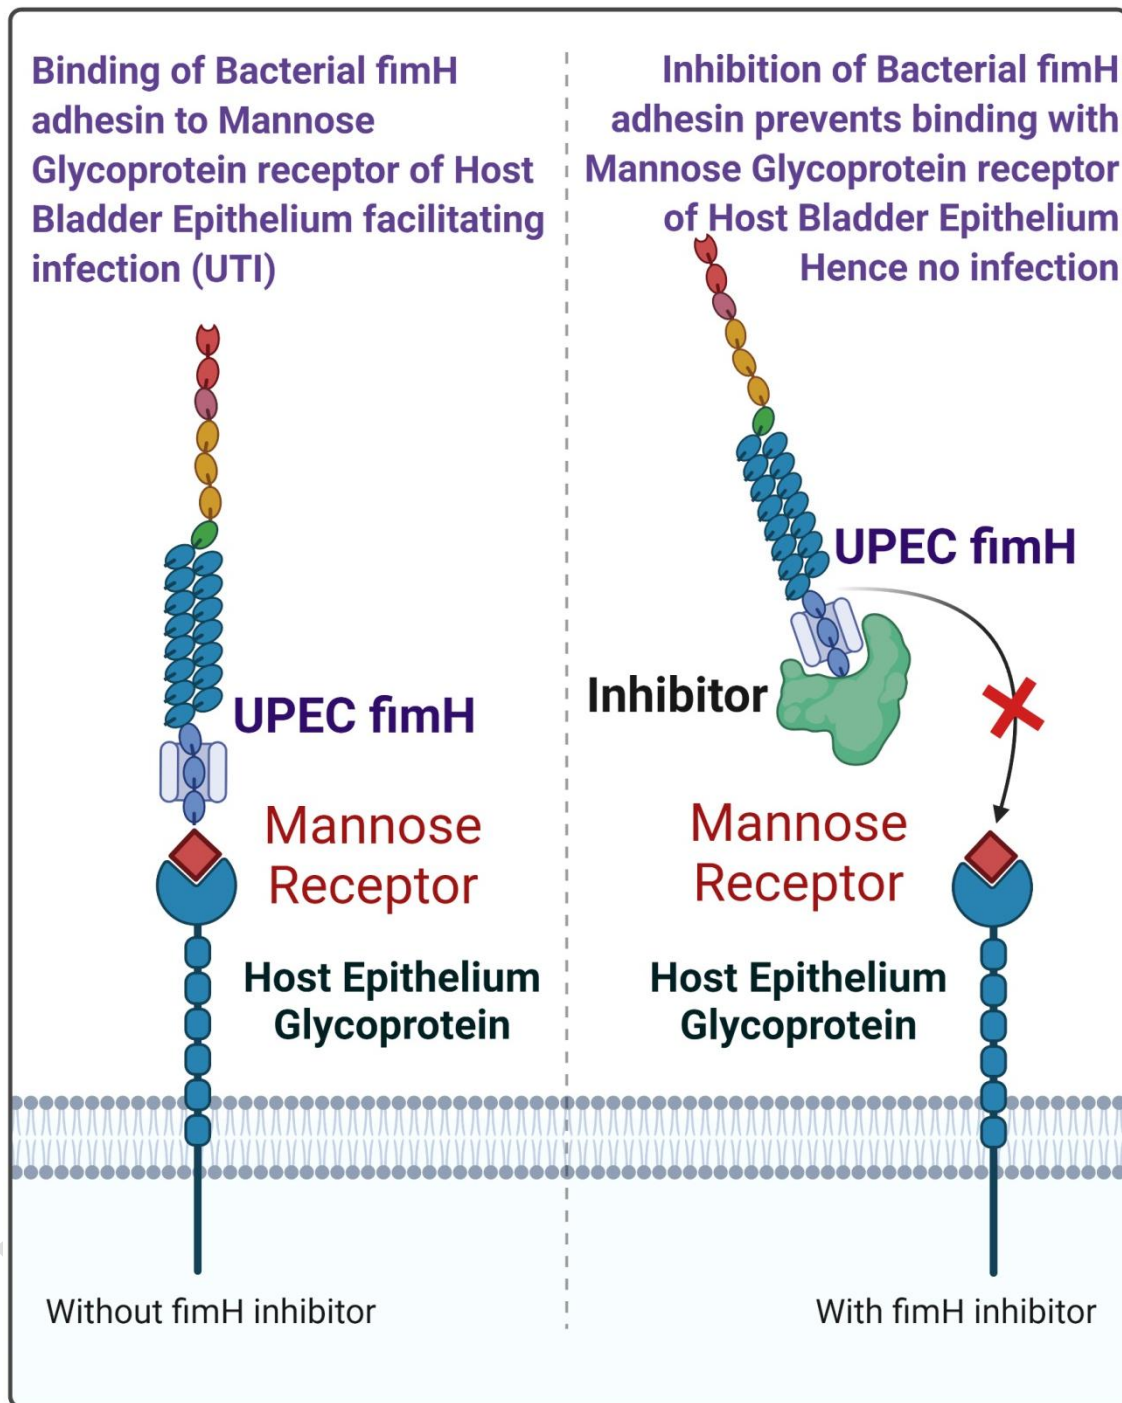 Binding of Bacterial fimH
adhesin to Mannose
Glycoprotein receptor of Host
Bladder Epithelium facilitating
infection (UTI)
UPEC fimH
Mannose
Receptor
Host Epithelium
Glycoprotein
Without fimH inhibitor
Inhibition of Bacterial fimH
adhesin prevents binding with
Mannose Glycoprotein receptor
of Host Bladder Epithelium
Hence no infection
UPEC fimH
Inhibitor
Mannose
Receptor
Host Epithelium
Glycoprotein
With fimH inhibitor